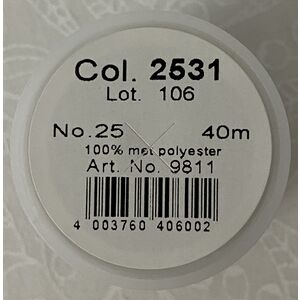 Col. 2531
Lot. 106
No.25 40m
100% met polyester
Art. No. 9811
4 003760 406002